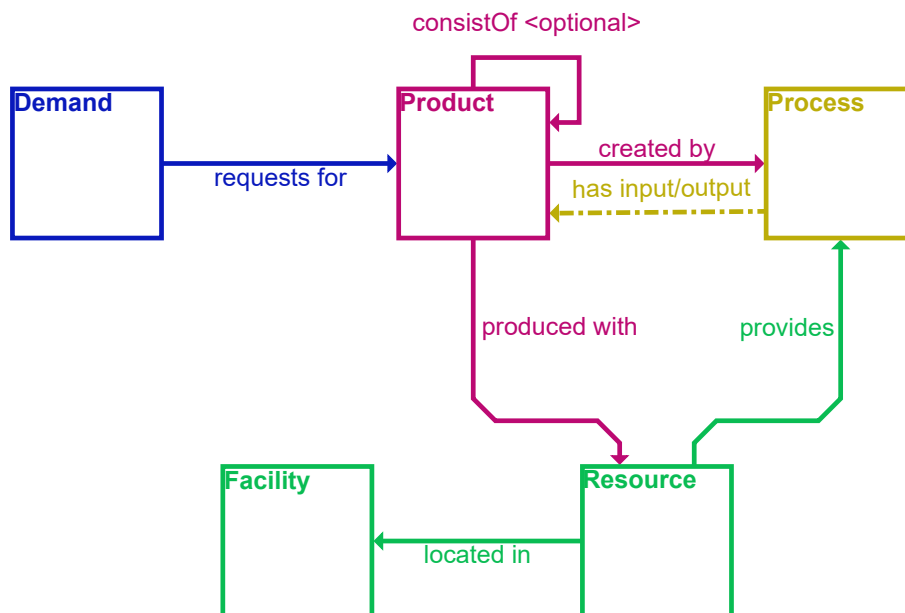 consistOf <optional>
Demand
Product
Process
created by
requests for
has input/output
produced with
provides
Facility
Resource
located in